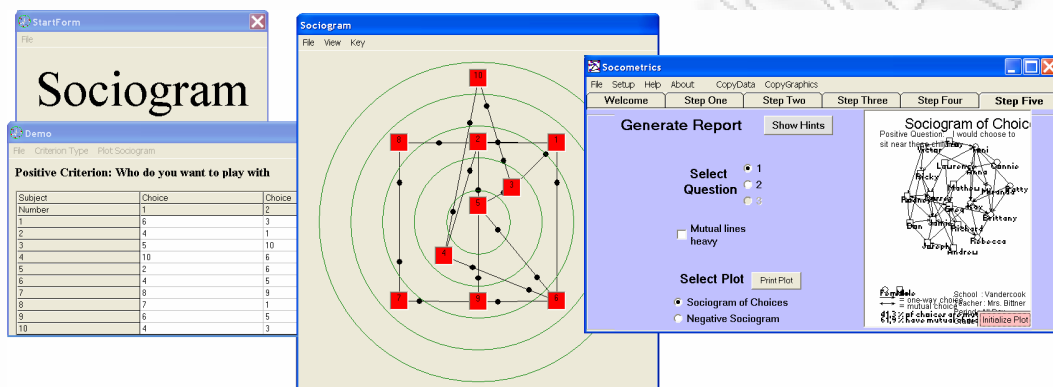 StartForm
File
Sociogram
Demo
File Criterion Type Plot Sociogram
Positive Criterion: Who do you want to play with
Subject Choice Choice
Number 1 2
1 6 3
2 4 1
3 5 10
4 10 6
5 2 6
6 4 5
7 8 9
8 7 1
9 6 5
10 4 3
Sociogram
File View Key
10
2
1
3
4
7
9
Socometrics
File Setup Help About CopyData CopyGraphics
Welcome Step One Step Two Step Three Step Four Step Five
Generate Report Show Hints
Select Question
1
2
3
Mutual lines heavy
Select Plot Print Plot
Sociogram of Choices
Negative Sociogram
Sociogram of Choic
Positive Question: I would choose to
sit near these
Victor
Lawrence Connie
Anna
Ricky
Mathew Miranda Patty
Greg Kay
Brittany
Dan Richard
Rebecca
Joseph Andrew
School : Vandercook
= one-way choice
Teacher : Mrs. Bittner
= mutual choice
Initialize Plot